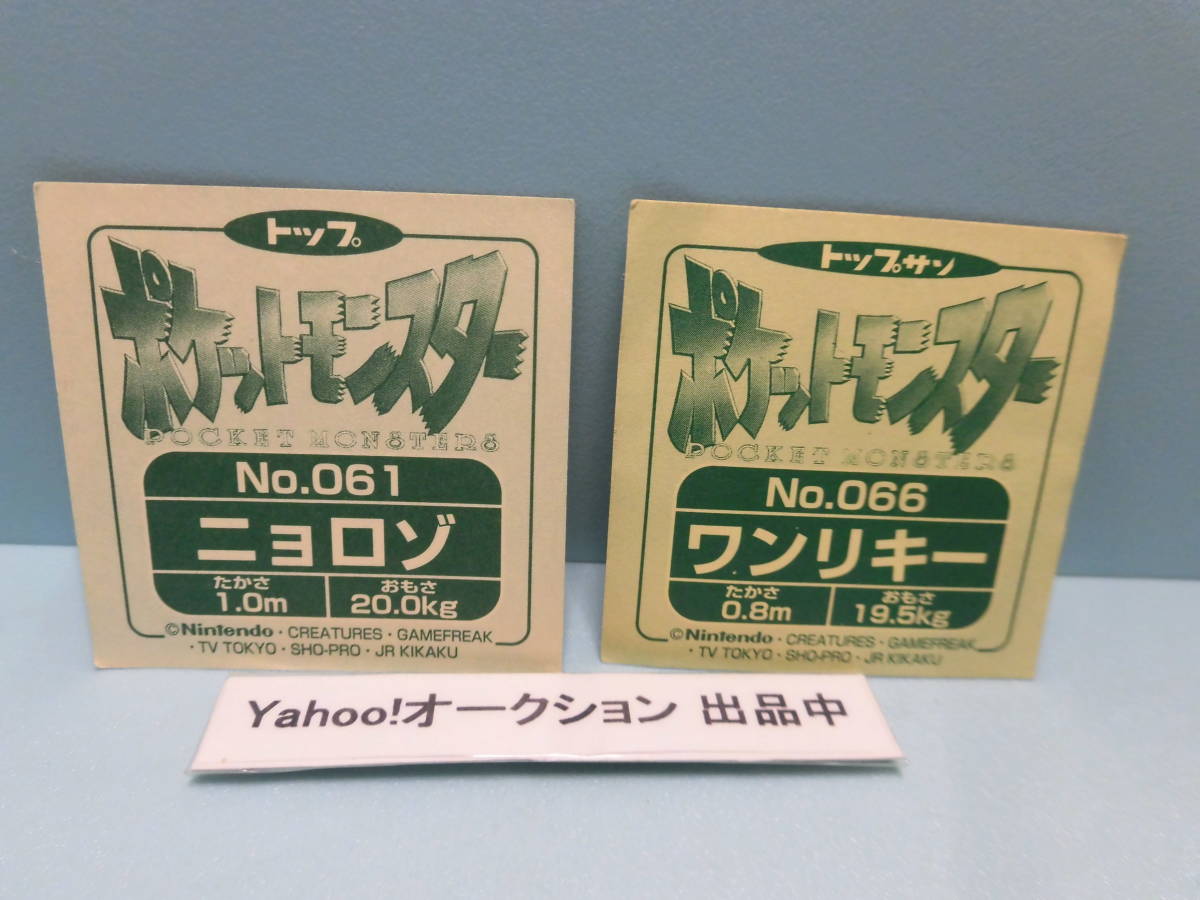 トップ
ポケットモンスター
POCKET MONSTERS
No.061
ニョロゾ
たかさ
1.0m
おもさ
20.0kg
©Nintendo・CREATURES・GAMEFREAK
・TV TOKYO・SHO-PRO・JR KIKAKU
トップサン
ポケットモンスター
POCKET MONSTERS
No.066
ワンリキー
たかさ
0.8m
おもさ
19.5kg
©Nintendo・CREATURES・GAMEFREAK
・TV TOKYO・SHO-PRO・JR KIKAKU
Yahoo!オークション 出品中